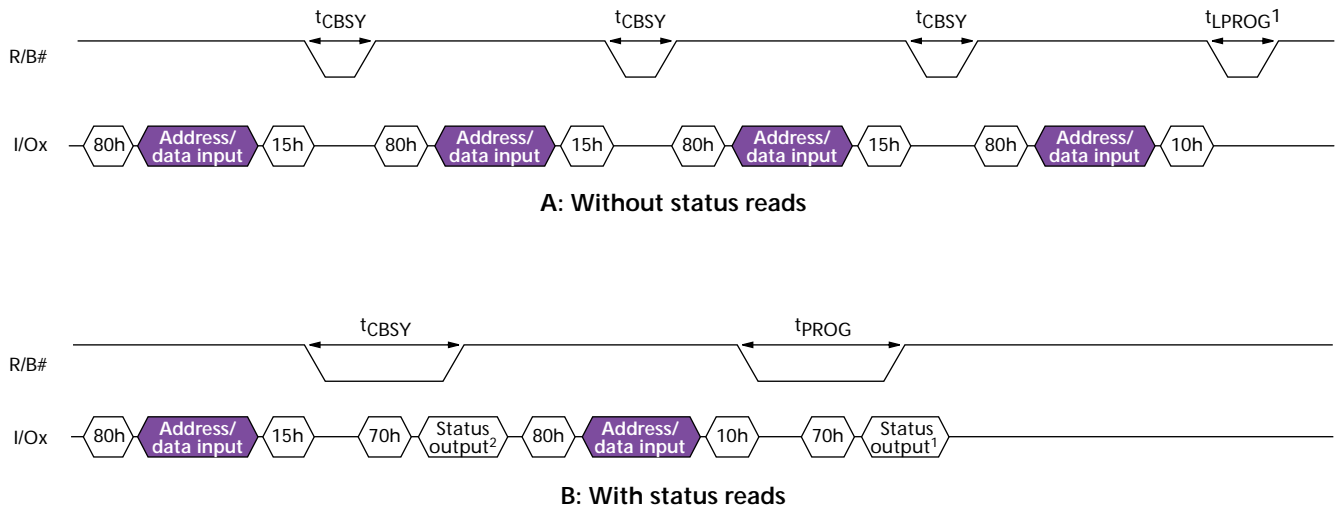 tCBSY tCBSY tCBSY tLPROG1
R/B#
I/Ox 80h Address/ data input 15h 80h Address/ data input 15h 80h Address/ data input 15h 80h Address/ data input 10h
A: Without status reads
tCBSY tPROG
R/B#
I/Ox 80h Address/ data input 15h 70h Status output2 80h Address/ data input 10h 70h Status output1
B: With status reads